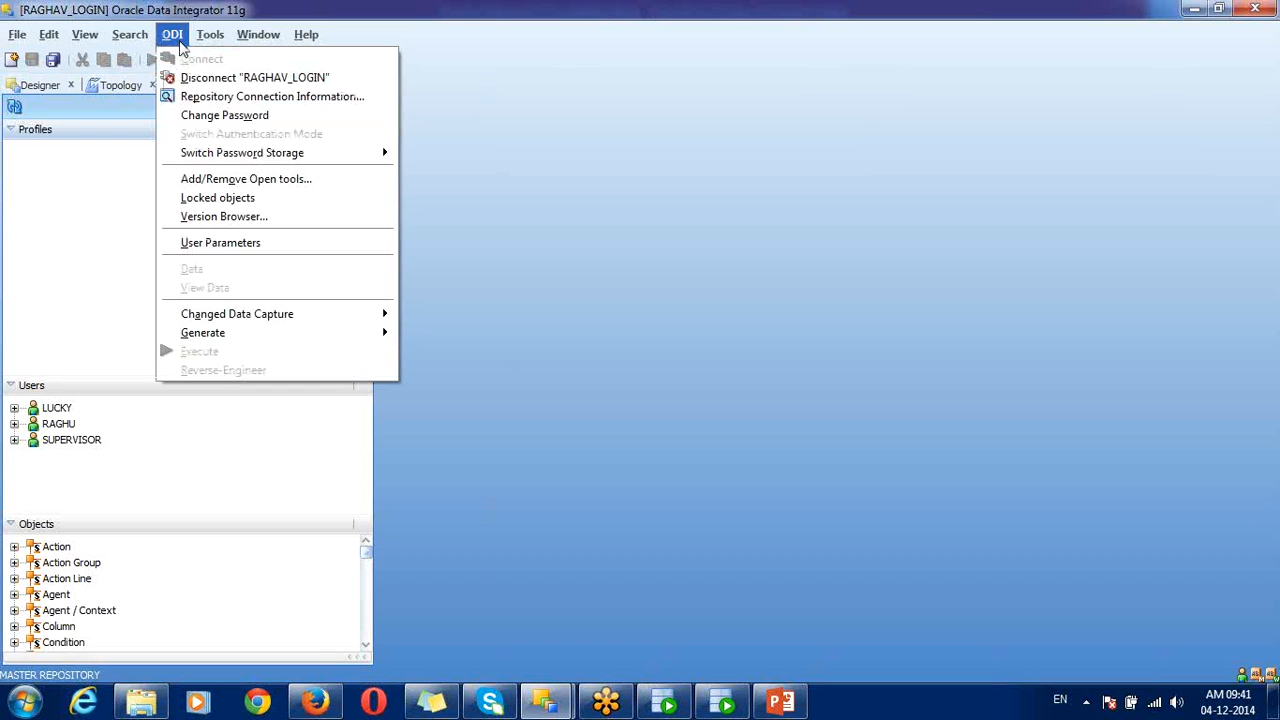 [RAGHAV_LOGIN] Oracle Data Integrator 11g
File Edit View Search ODI Tools Window Help
Connect
Designer x Topology x
Disconnect "RAGHAV_LOGIN"
Repository Connection Information...
Change Password
Profiles
Switch Authentication Mode
Switch Password Storage
Add/Remove Open tools...
Locked objects
Version Browser...
User Parameters
Data
View Data
Changed Data Capture
Generate
Execute
Reverse-Engineer
Users
LUCKY
RAGHU
SUPERVISOR
Objects
Action
Action Group
Action Line
Agent
Agent / Context
Column
Condition
MASTER REPOSITORY
EN
AM 09:41
04-12-2014